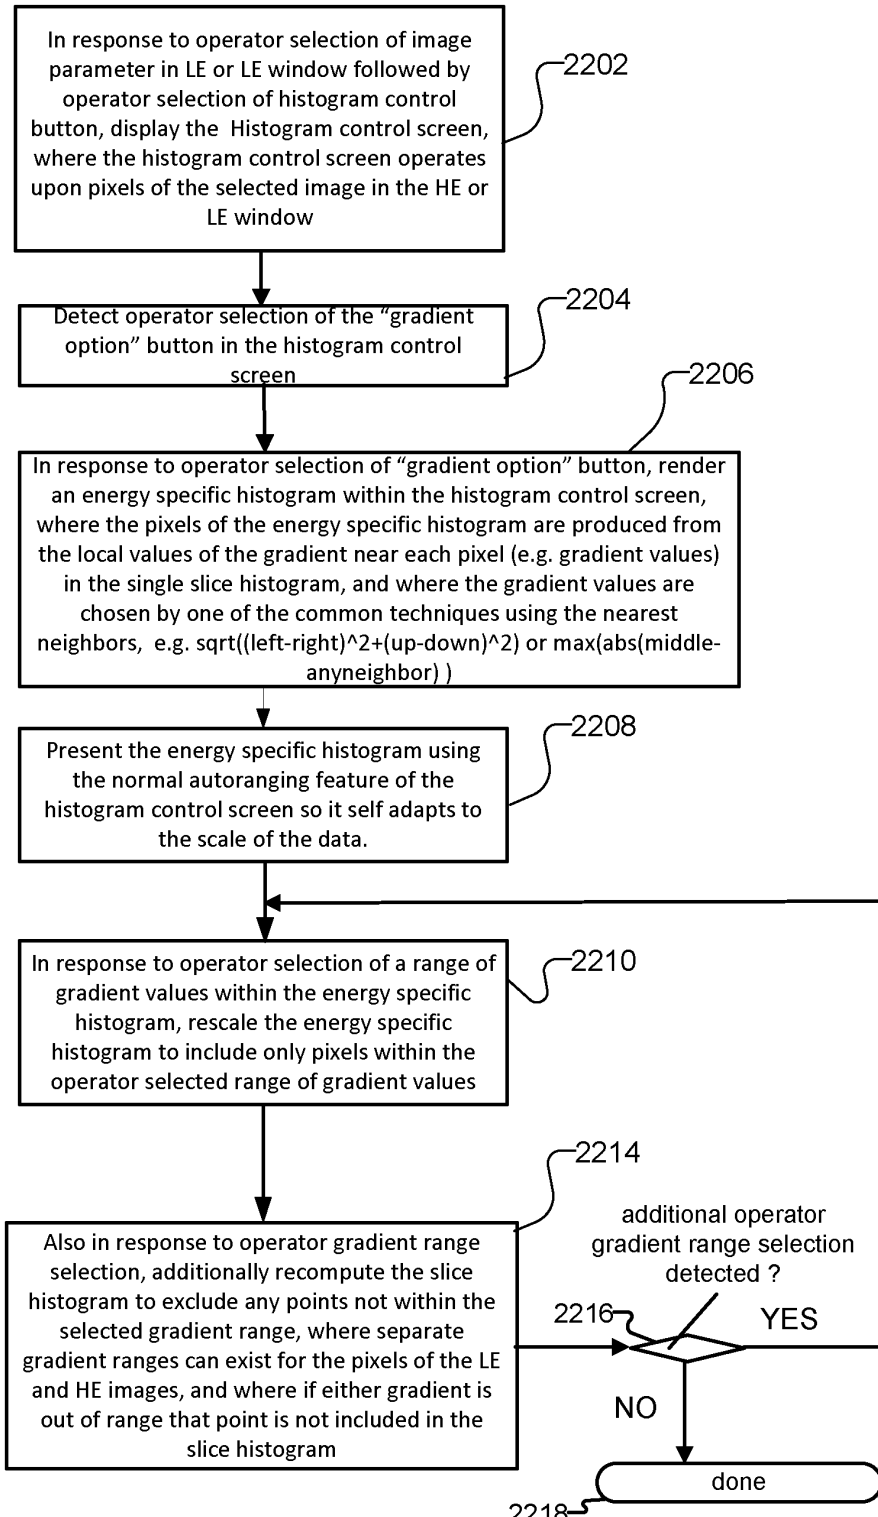 In response to operator selection of image
parameter in LE or LE window followed by
operator selection of histogram control
button, display the  Histogram control screen,
where the histogram control screen operates
upon pixels of the selected image in the HE or
LE window
2202
Detect operator selection of the “gradient
option” button in the histogram control
screen
2204
2206
In response to operator selection of “gradient option” button, render
an energy specific histogram within the histogram control screen,
where the pixels of the energy specific histogram are produced from
the local values of the gradient near each pixel (e.g. gradient values)
in the single slice histogram, and where the gradient values are
chosen by one of the common techniques using the nearest
neighbors,  e.g. sqrt((left-right)^2+(up-down)^2) or max(abs(middle-
anyneighbor) )
2208
Present the energy specific histogram using
the normal autoranging feature of the
histogram control screen so it self adapts to
the scale of the data.
2210
In response to operator selection of a range of
gradient values within the energy specific
histogram, rescale the energy specific
histogram to include only pixels within the
operator selected range of gradient values
2214
Also in response to operator gradient range
selection, additionally recompute the slice
histogram to exclude any points not within the
selected gradient range, where separate
gradient ranges can exist for the pixels of the LE
and HE images, and where if either gradient is
out of range that point is not included in the
slice histogram
additional operator
gradient range selection
detected ?
2216
YES
NO
done
2218